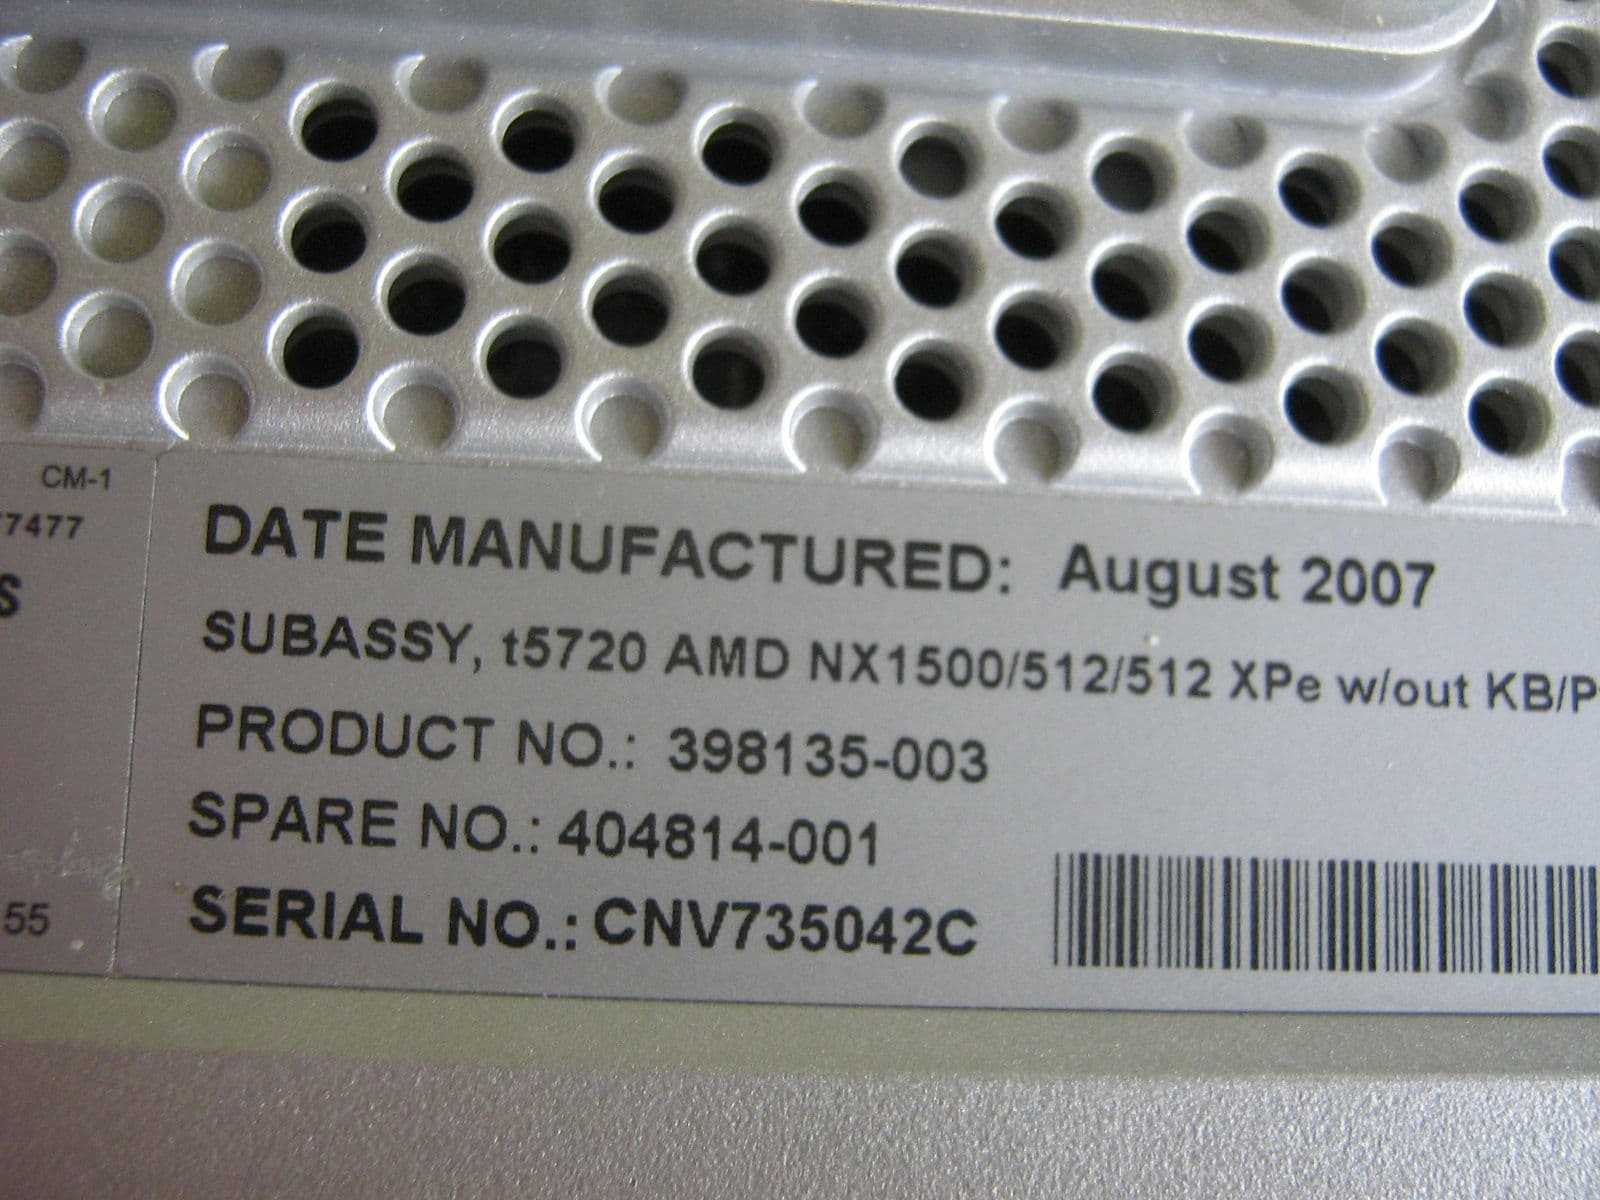 CM-1
7477
S
55
DATE MANUFACTURED: August 2007
SUBASSY, t5720 AMD NX1500/512/512 XPe w/out KB/P
PRODUCT NO.: 398135-003
SPARE NO.: 404814-001
SERIAL NO.: CNV735042C